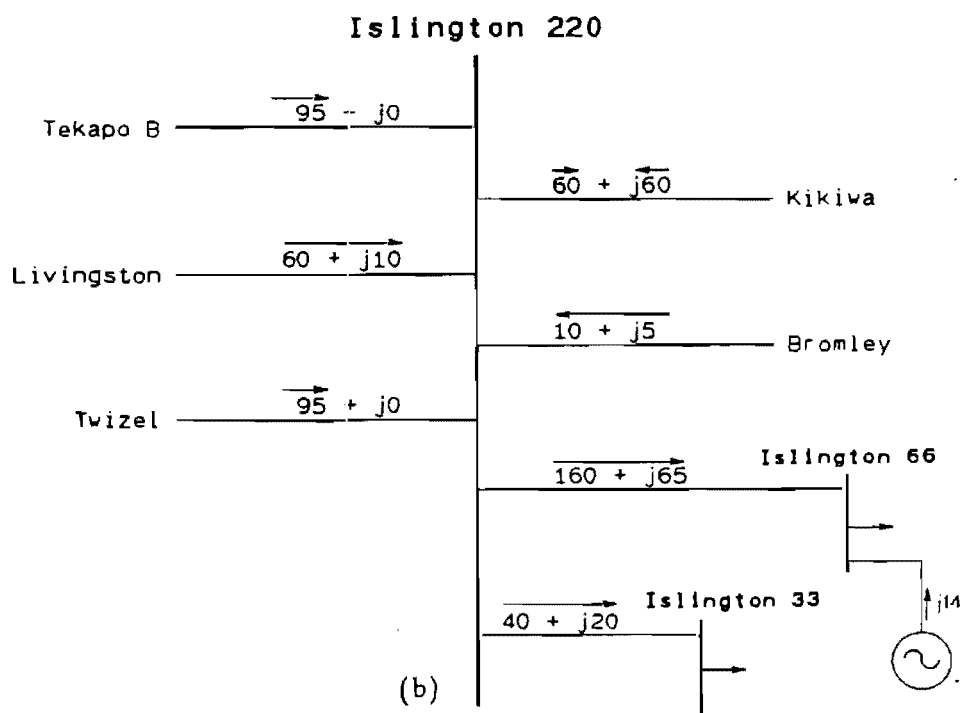 Islington 220
95 - j0
Tekapo B
60 + j60
Kikiwa
60 + j10
Livingston
10 + j5
Bromley
95 + j0
Twizel
Islington 66
160 + j65
Islington 33
j14
40 + j20
(b)